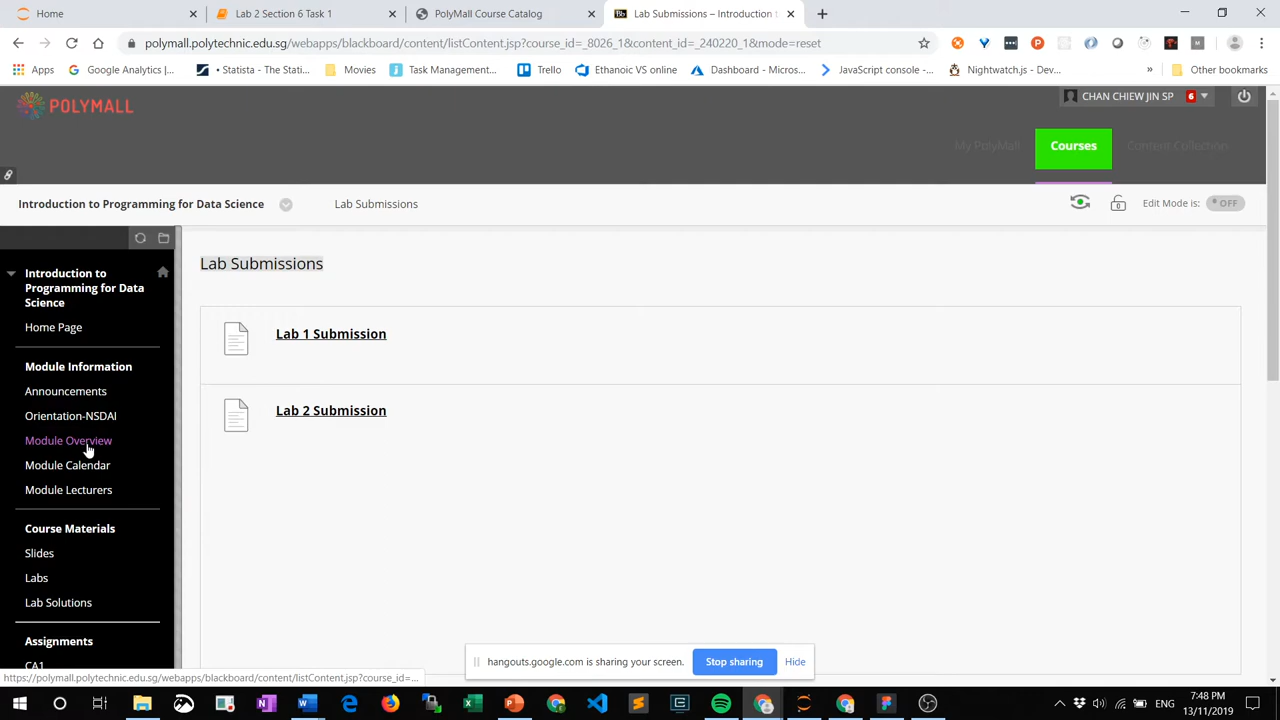 Home
Lab 2 Section 6 Task 1
PolyMall Course Catalog
Bb
Lab Submissions – Introduction to
polymall.polytechnic.edu.sg/webapps/blackboard/content/listContent.jsp?course_id=_8026_1&content_id=_240220_1&mode=reset
Apps
Google Analytics |...
• Statista - The Stati...
Movies
Task Management...
Trello
Ethanoic VS online
Dashboard - Micros...
JavaScript console -...
Nightwatch.js - Dev...
»
Other bookmarks
POLYMALL
CHAN CHIEW JIN SP
6
My PolyMall
Courses
Content Collection
Introduction to Programming for Data Science
Lab Submissions
Edit Mode is:
OFF
Introduction to
Programming for Data
Science
Home Page
Module Information
Announcements
Orientation-NSDAI
Module Overview
Module Calendar
Module Lecturers
Course Materials
Slides
Labs
Lab Solutions
Assignments
CA1
Lab Submissions
Lab 1 Submission
Lab 2 Submission
hangouts.google.com is sharing your screen.
Stop sharing
Hide
https://polymall.polytechnic.edu.sg/webapps/blackboard/content/listContent.jsp?course_id=...
ENG
7:48 PM
13/11/2019